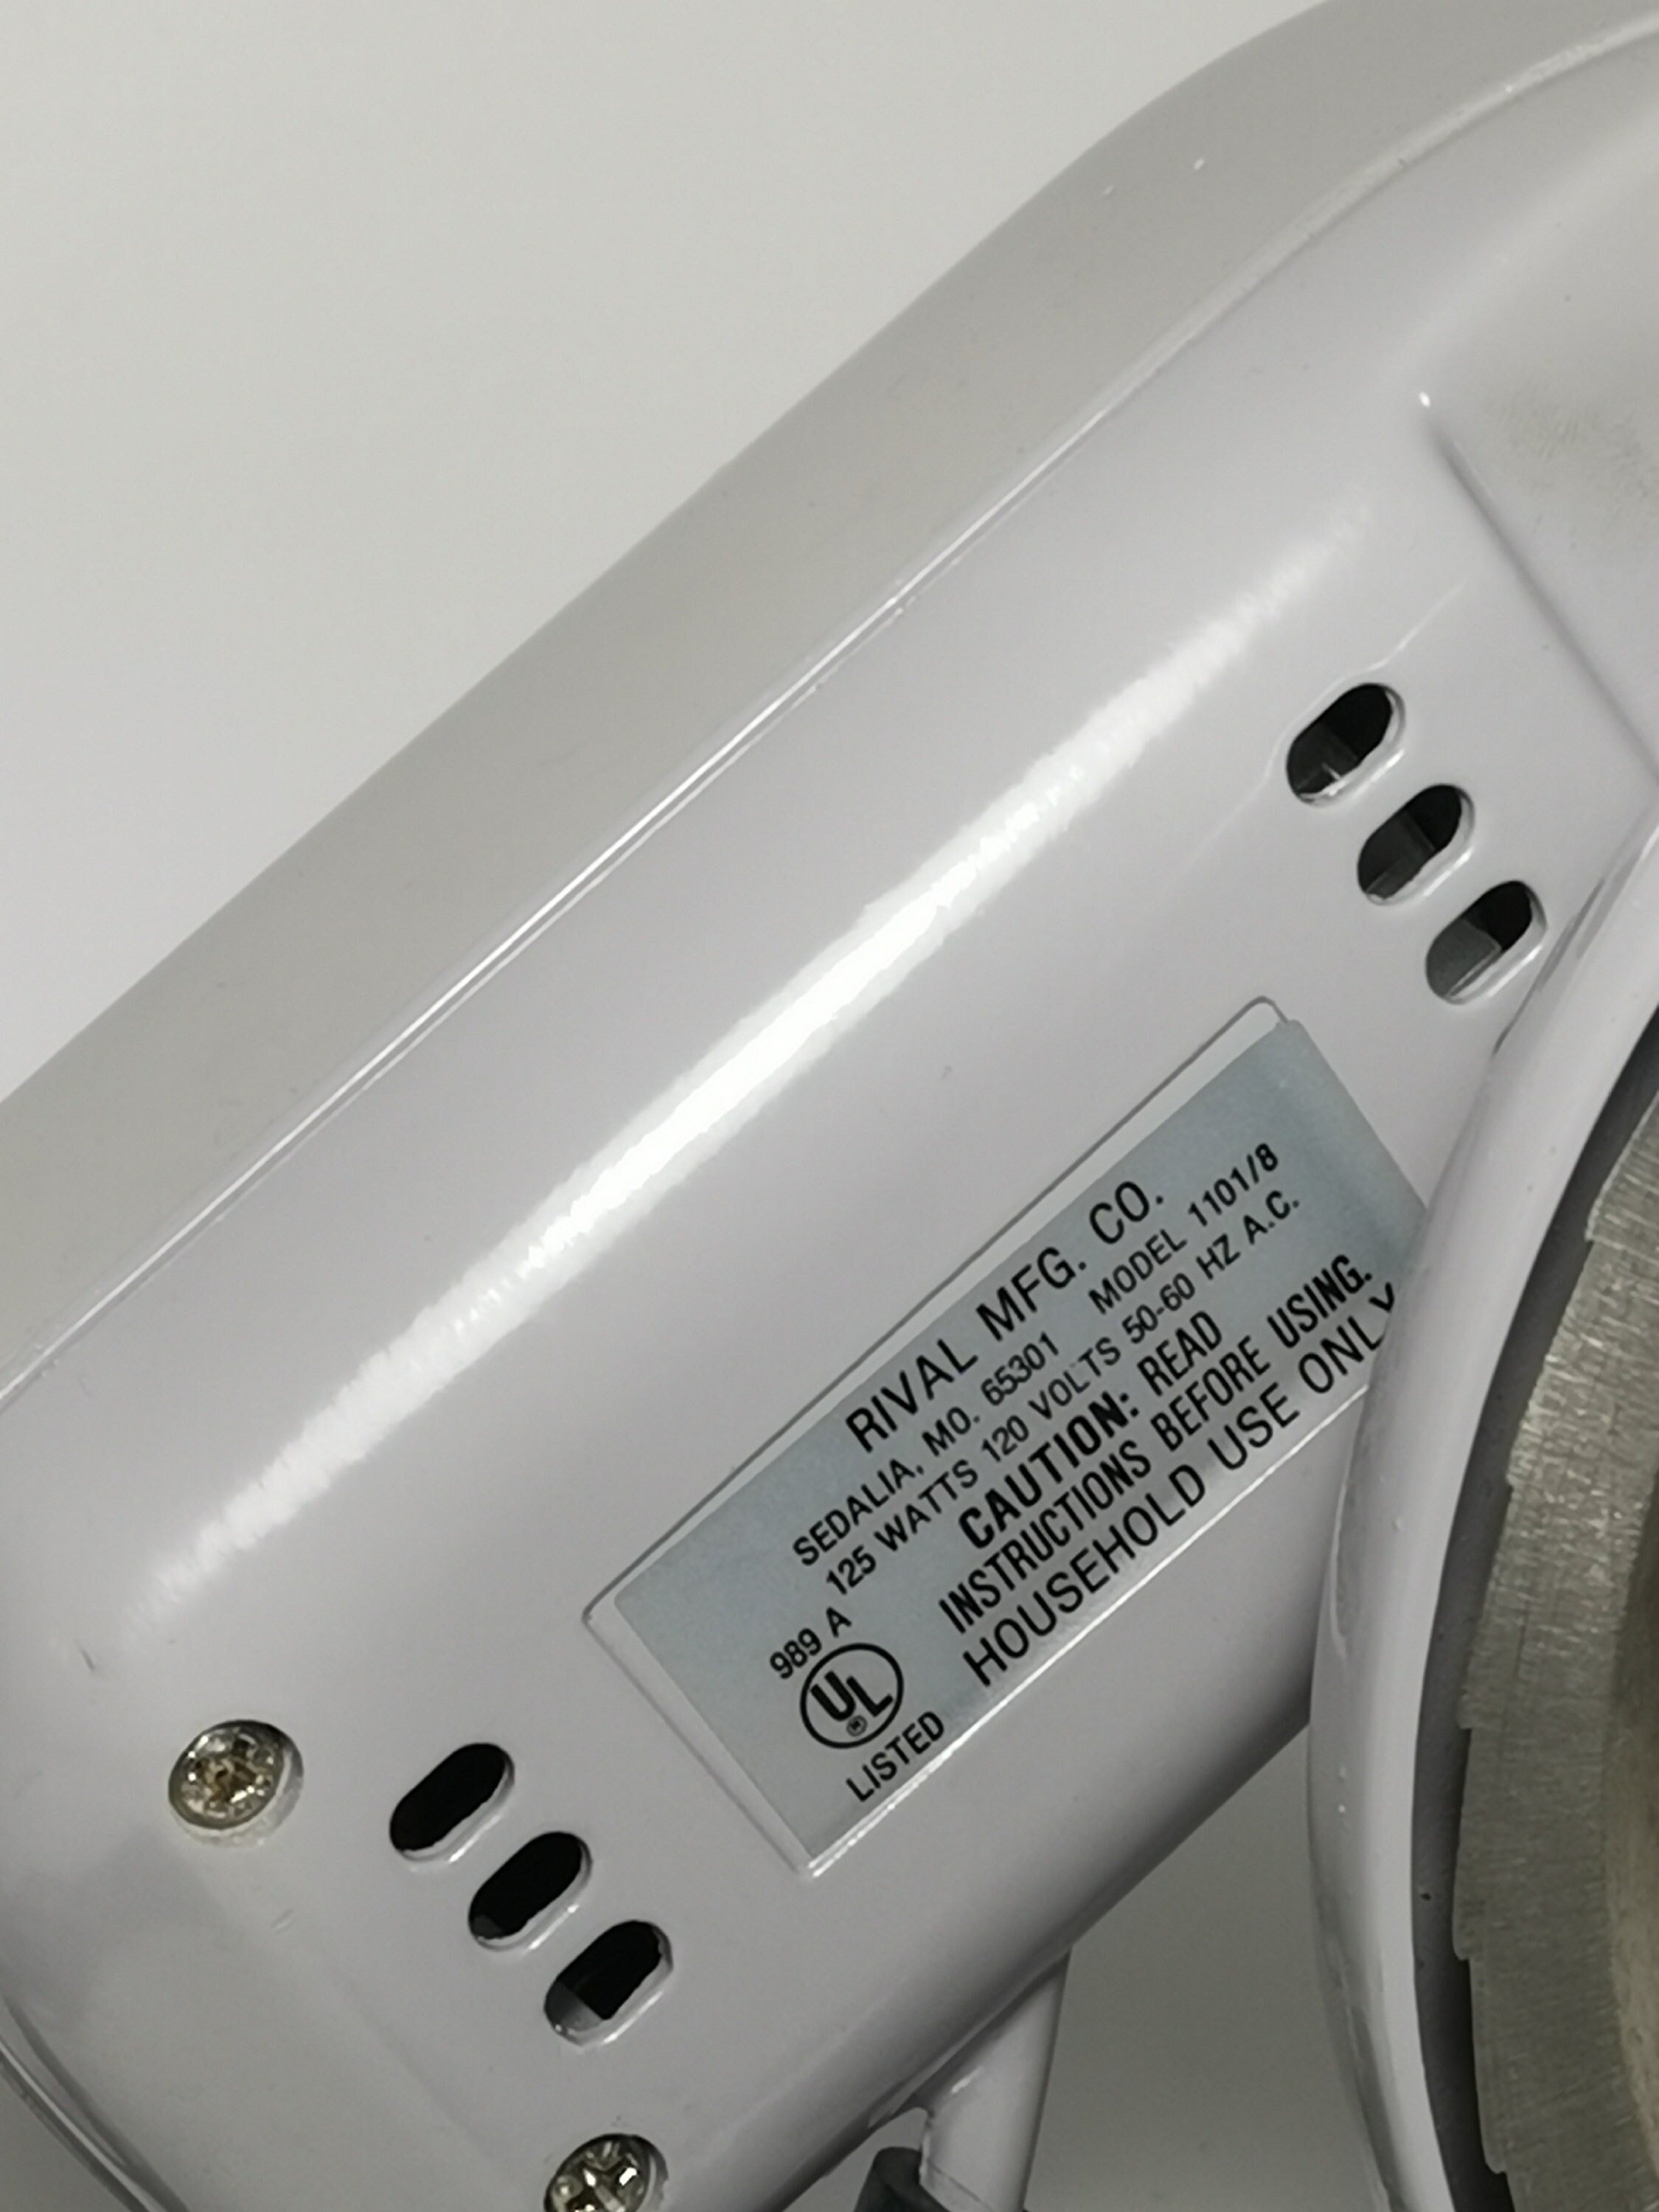 RIVAL MFG. CO.
SEDALIA, MO. 65301 MODEL 1101/8
125 WATTS 120 VOLTS 50-60 HZ A.C.
CAUTION: READ
INSTRUCTIONS BEFORE USING.
HOUSEHOLD USE ONLY
989 A
UL
LISTED